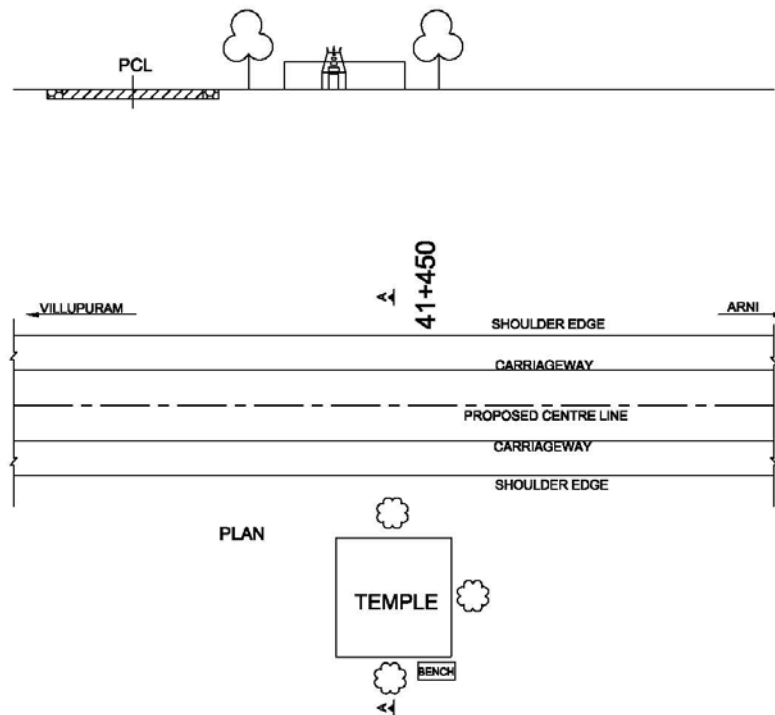 PCL
A
41+450
VILLUPURAM
ARNI
SHOULDER EDGE
CARRIAGEWAY
PROPOSED CENTRE LINE
CARRIAGEWAY
SHOULDER EDGE
PLAN
TEMPLE
BENCH
A